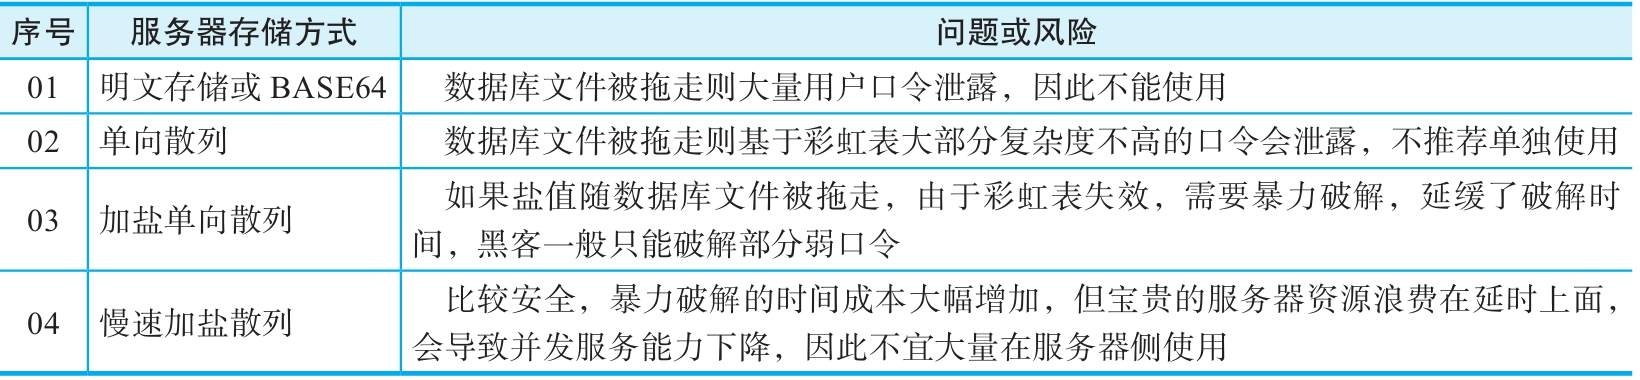 序号 服务器存储方式 问题或风险
01 明文存储或 BASE64 数据库文件被拖走则大量用户口令泄露，因此不能使用
02 单向散列 数据库文件被拖走则基于彩虹表大部分复杂度不高的口令会泄露，不推荐单独使用
03 加盐单向散列 如果盐值随数据库文件被拖走，由于彩虹表失效，需要暴力破解，延缓了破解时
间，黑客一般只能破解部分弱口令
04 慢速加盐散列 比较安全，暴力破解的时间成本大幅增加，但宝贵的服务器资源浪费在延时上面，
会导致并发服务能力下降，因此不宜大量在服务器侧使用